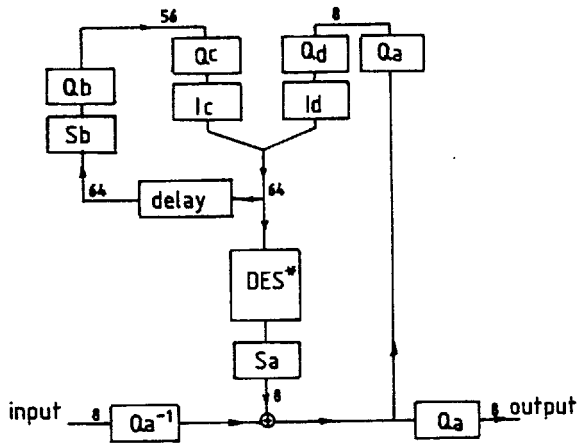 56
8
Qc
Qd
Qa
Qb
Ic
Id
Sb
64
delay
64
DES*
Sa
8
input
8
Qa⁻¹
Qa
8
output